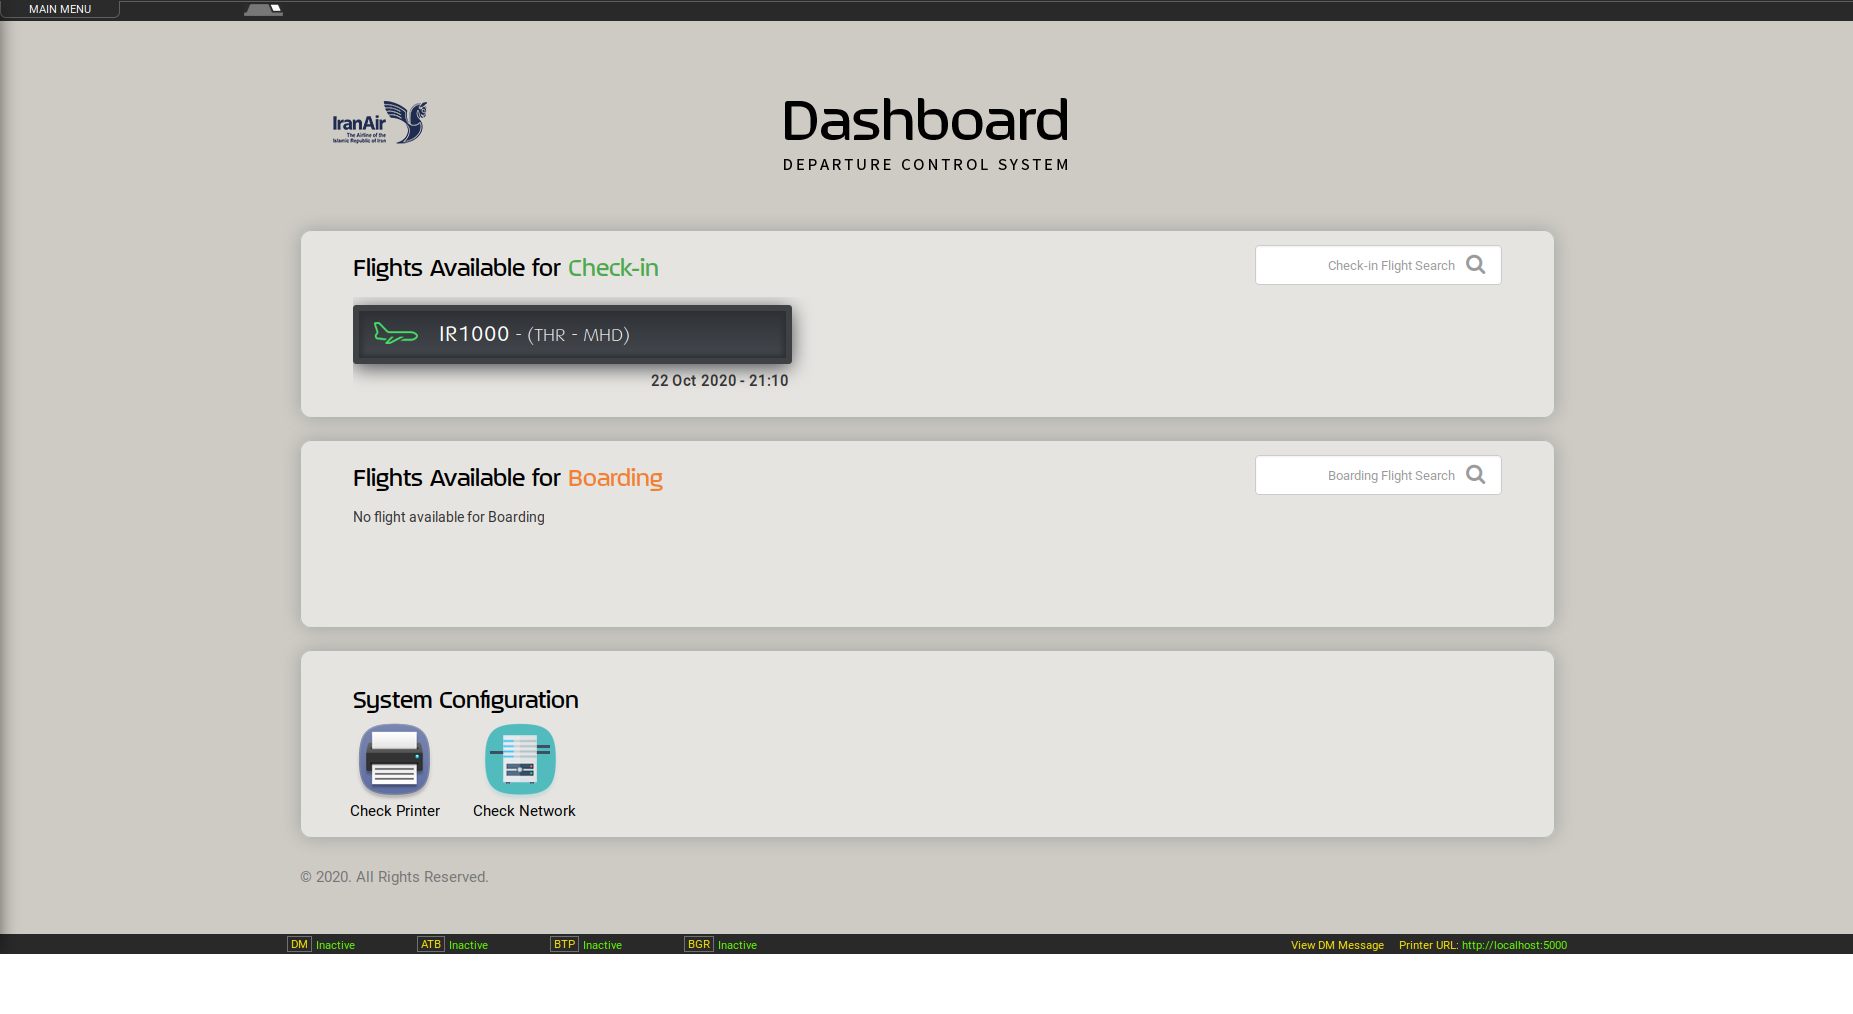 MAIN MENU
IranAir
The Airline of the
Islamic Republic of Iran
Dashboard
DEPARTURE CONTROL SYSTEM
Flights Available for Check-in
Check-in Flight Search
IR1000 - (THR - MHD)
22 Oct 2020 - 21:10
Flights Available for Boarding
Boarding Flight Search
No flight available for Boarding
System Configuration
Check Printer Check Network
© 2020. All Rights Reserved.
DM Inactive ATB Inactive BTP Inactive BGR Inactive View DM Message Printer URL: http://localhost:5000